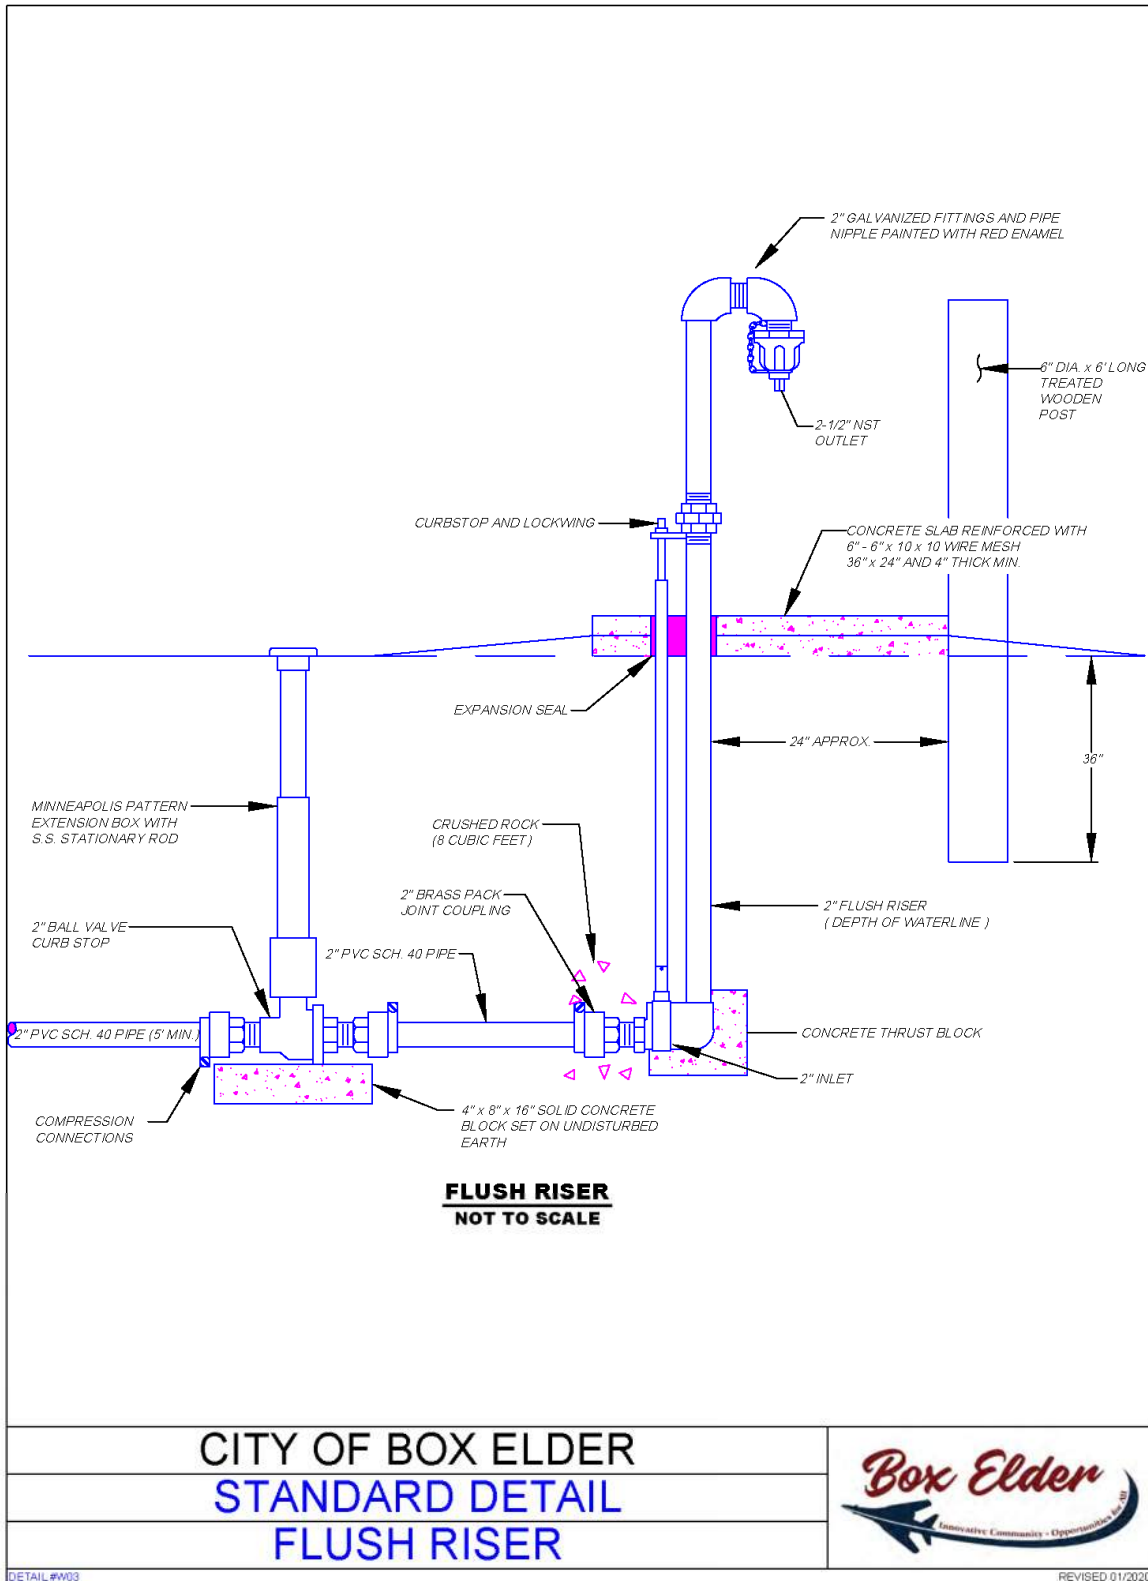 2" GALVANIZED FITTINGS AND PIPE
NIPPLE PAINTED WITH RED ENAMEL
6" DIA. x 6' LONG
TREATED
WOODEN
POST
2-1/2" NST
OUTLET
CURBSTOP AND LOCKWING
CONCRETE SLAB REINFORCED WITH
6" - 6" x 10 x 10 WIRE MESH
36" x 24" AND 4" THICK MIN.
EXPANSION SEAL
24" APPROX.
36"
MINNEAPOLIS PATTERN
EXTENSION BOX WITH
S.S. STATIONARY ROD
CRUSHED ROCK
(8 CUBIC FEET)
2" BRASS PACK
JOINT COUPLING
2" FLUSH RISER
( DEPTH OF WATERLINE )
2" BALL VALVE
CURB STOP
2" PVC SCH. 40 PIPE
2" PVC SCH. 40 PIPE (5' MIN.)
CONCRETE THRUST BLOCK
2" INLET
COMPRESSION
CONNECTIONS
4" x 8" x 16" SOLID CONCRETE
BLOCK SET ON UNDISTURBED
EARTH
FLUSH RISER
NOT TO SCALE
CITY OF BOX ELDER
STANDARD DETAIL
FLUSH RISER
Box Elder
Innovative Community - Opportunities for All
DETAIL #W03
REVISED 01/2020